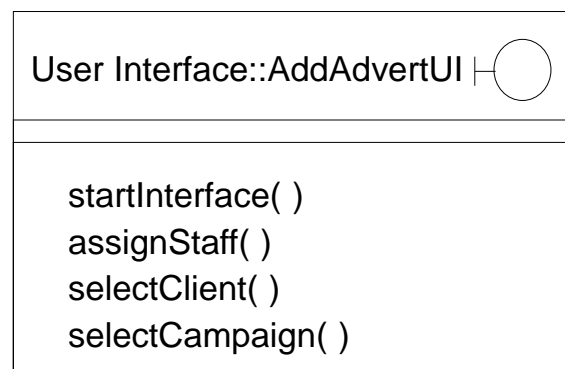 User Interface::AddAdvertUI
startInterface( )
assignStaff( )
selectClient( )
selectCampaign( )